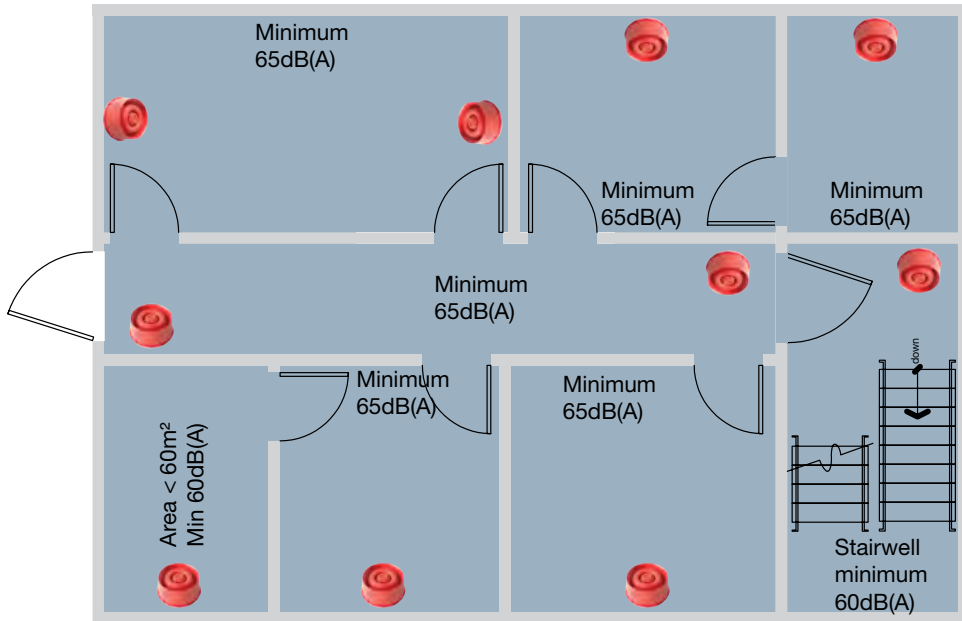 Minimum
65dB(A)
Minimum
65dB(A)
Minimum
65dB(A)
Minimum
65dB(A)
down
Minimum
65dB(A)
Minimum
65dB(A)
Area < 60m²
Min 60dB(A)
Stairwell
minimum
60dB(A)